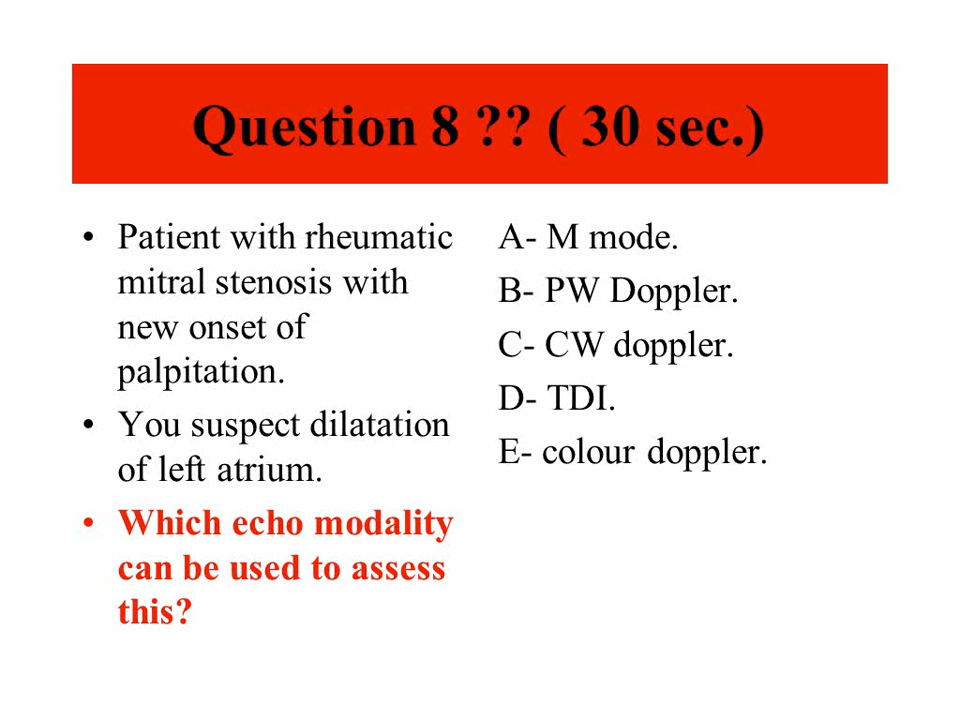 Question 8 ?? ( 30 sec.)
• Patient with rheumatic
mitral stenosis with
new onset of
palpitation.
• You suspect dilatation
of left atrium.
• Which echo modality
can be used to assess
this?
A- M mode.
B- PW Doppler.
C- CW doppler.
D- TDI.
E- colour doppler.